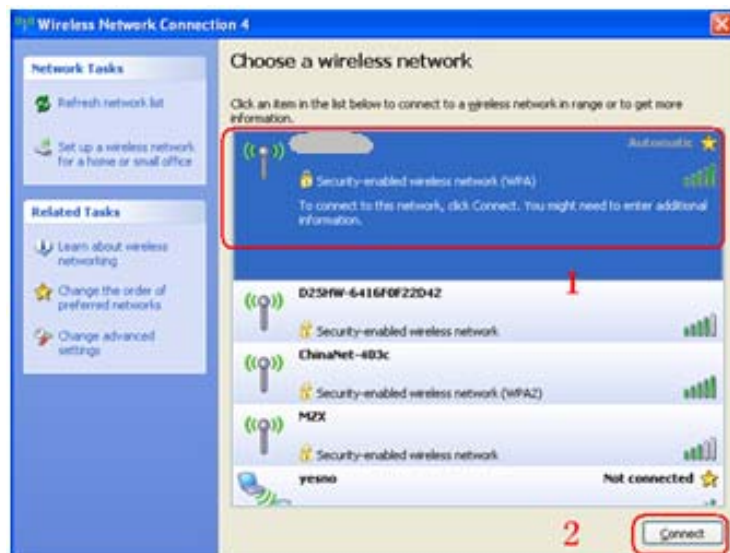 Wireless Network Connection 4
Network Tasks
Refresh network list
Set up a wireless network
for a home or small office
Related Tasks
Learn about wireless
networking
Change the order of
preferred networks
Change advanced
settings
Choose a wireless network
Click an item in the list below to connect to a wireless network in range or to get more
information.
Automatic
Security-enabled wireless network (WPA)
To connect to this network, click Connect. You might need to enter additional
information.
1
D25HW-6416F0F22D42
Security-enabled wireless network
ChinaNet-403c
Security-enabled wireless network (WPA2)
MZX
Security-enabled wireless network
yesno
Not connected
2
Connect